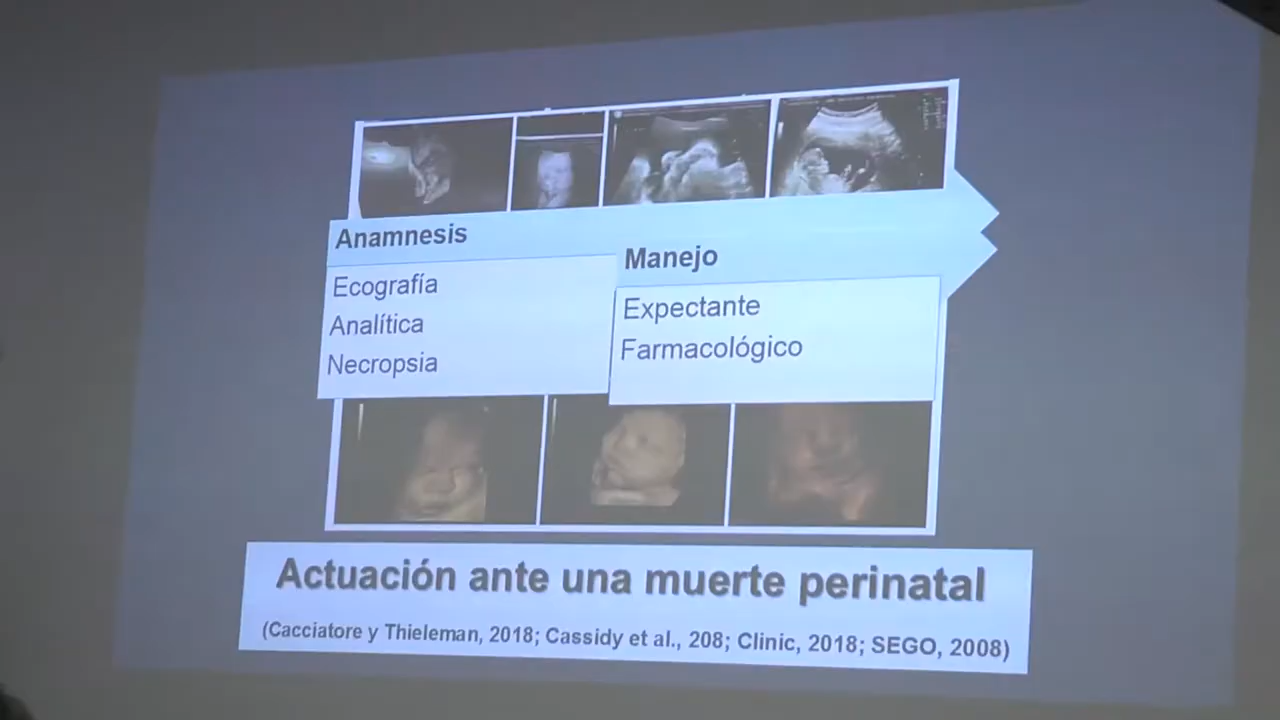 Anamnesis
Ecografía
Analítica
Necropsia
Manejo
Expectante
Farmacológico
Actuación ante una muerte perinatal
(Cacciatore y Thieleman, 2018; Cassidy et al., 208; Clinic, 2018; SEGO, 2008)